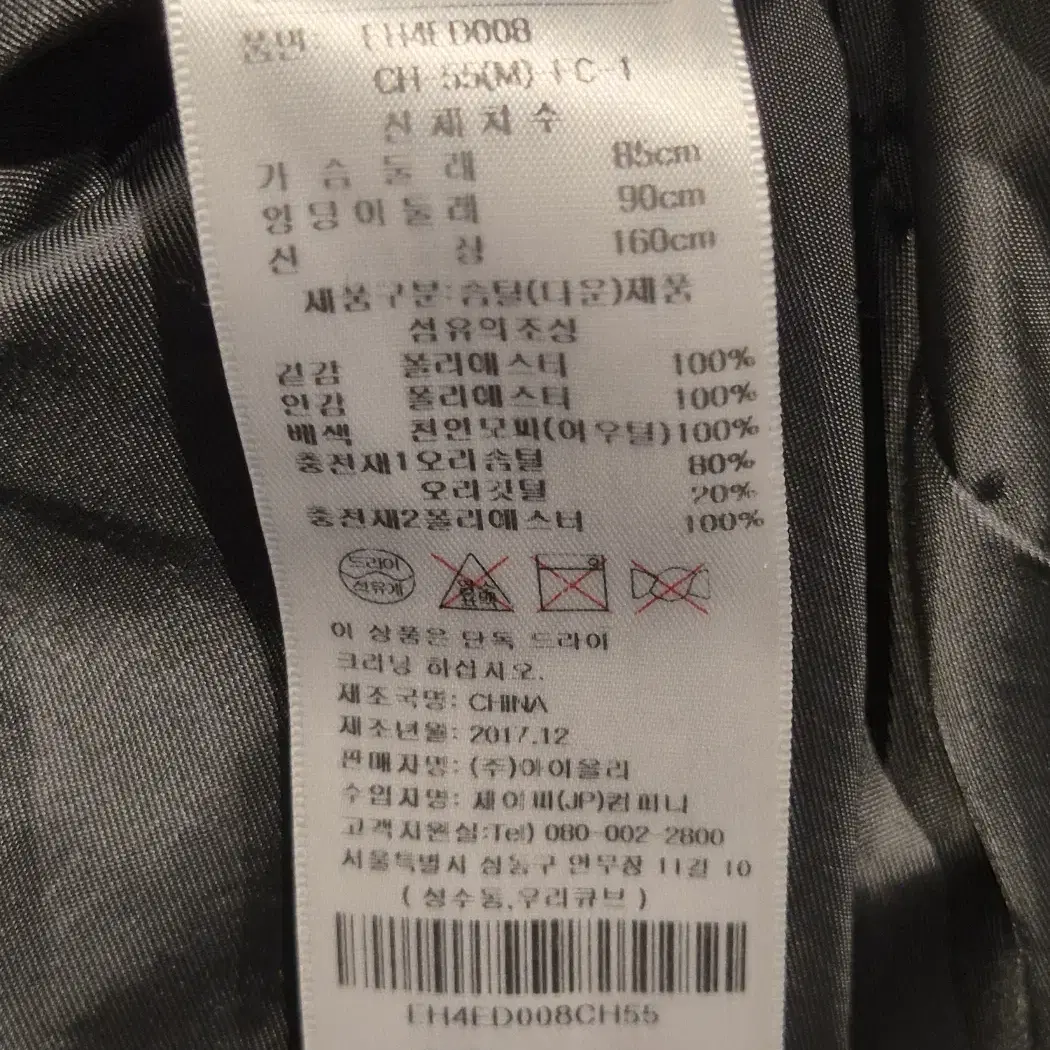 품번: EH4ED008
CH-55(M)-FC-1
신체치수
가슴둘레 85cm
엉덩이둘레 90cm
신장 160cm
제품구분:솜털(다운)제품
섬유의조성
겉감 폴리에스터 100%
안감 폴리에스터 100%
배색 천연모피(여우털)100%
충전재1오리솜털 80%
오리깃털 20%
충전재2폴리에스터 100%
드라이
석유계
염소
표백
이 상품은 단독 드라이
크리닝 하십시오.
제조국명: CHINA
제조년월: 2017.12
판매자명: (주)아이올리
수입자명: 제이피(JP)컴퍼니
고객지원실:Tel) 080-002-2800
서울특별시 성동구 연무장 11길 10
(성수동,우리큐브)
EH4ED008CH55